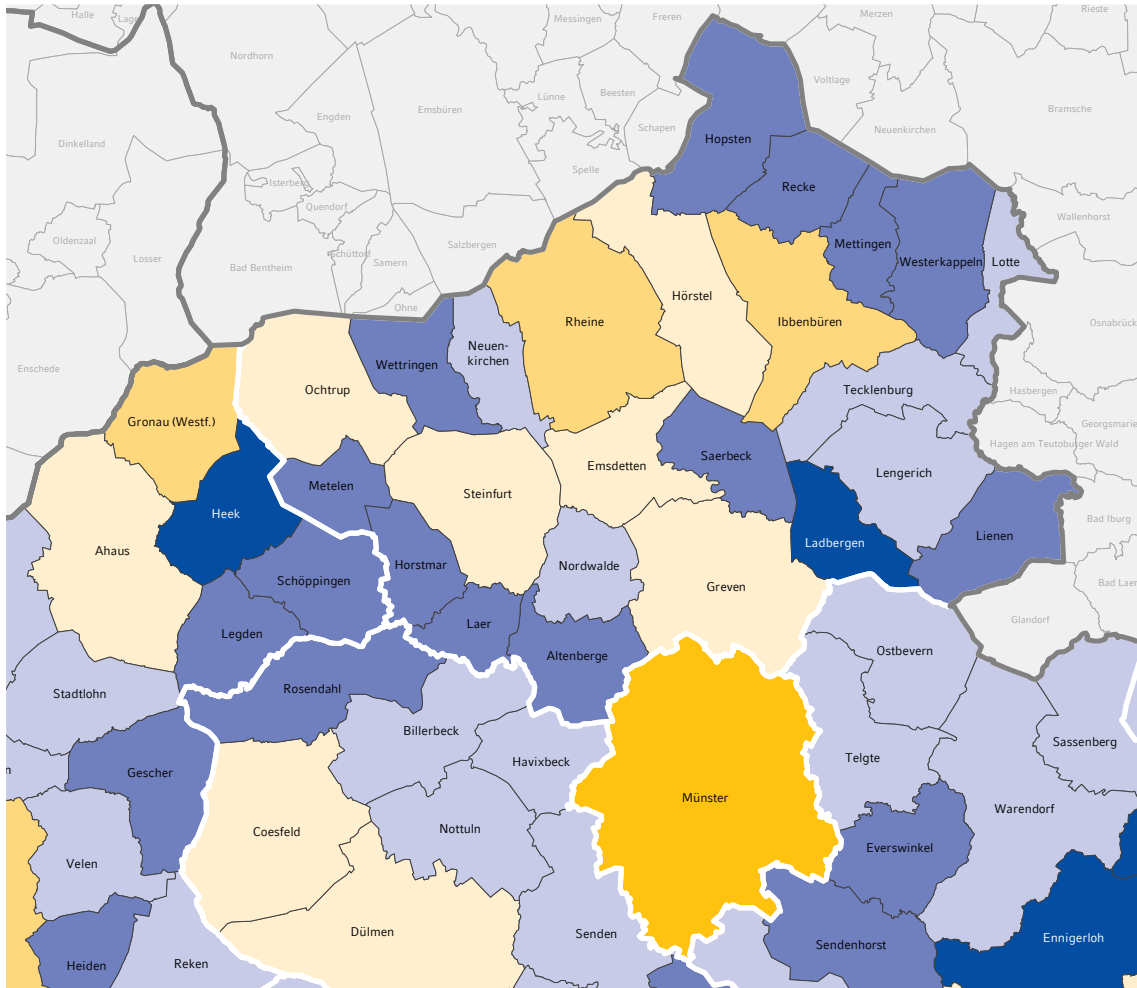 Halle
Lage
Messingen
Freren
Merzen
Rieste
Nordhorn
Voltlage
Lünne
Beesten
Emsbüren
Bramsche
Engden
Schapen
Neuenkirchen
Dinkelland
Hopsten
Spelle
Isterberg
Recke
Quendorf
Wallenhorst
Oldenzaal
Salzbergen
Mettingen
Losser
Schüttorf
Samern
Westerkappeln
Lotte
Bad Bentheim
Hörstel
Ohne
Rheine
Ibbenbüren
Osnabrück
Neuen-
kirchen
Wettringen
Enschede
Ochtrup
Tecklenburg
Hasbergen
Gronau (Westf.)
Georgsmarie
Hagen am Teutoburger Wald
Saerbeck
Emsdetten
Lengerich
Metelen
Steinfurt
Heek
Bad Iburg
Lienen
Ladbergen
Ahaus
Horstmar
Nordwalde
Schöppingen
Bad Laer
Greven
Glandorf
Laer
Legden
Ostbevern
Altenberge
Rosendahl
Stadtlohn
Billerbeck
Sassenberg
Telgte
Havixbeck
Gescher
n
Münster
Warendorf
Coesfeld
Nottuln
Everswinkel
Velen
Dülmen
Senden
Ennigerloh
Sendenhorst
Reken
Heiden